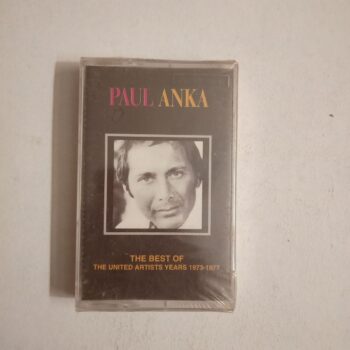 PAUL ANKA
THE BEST OF
THE UNITED ARTISTS YEARS 1973-1977